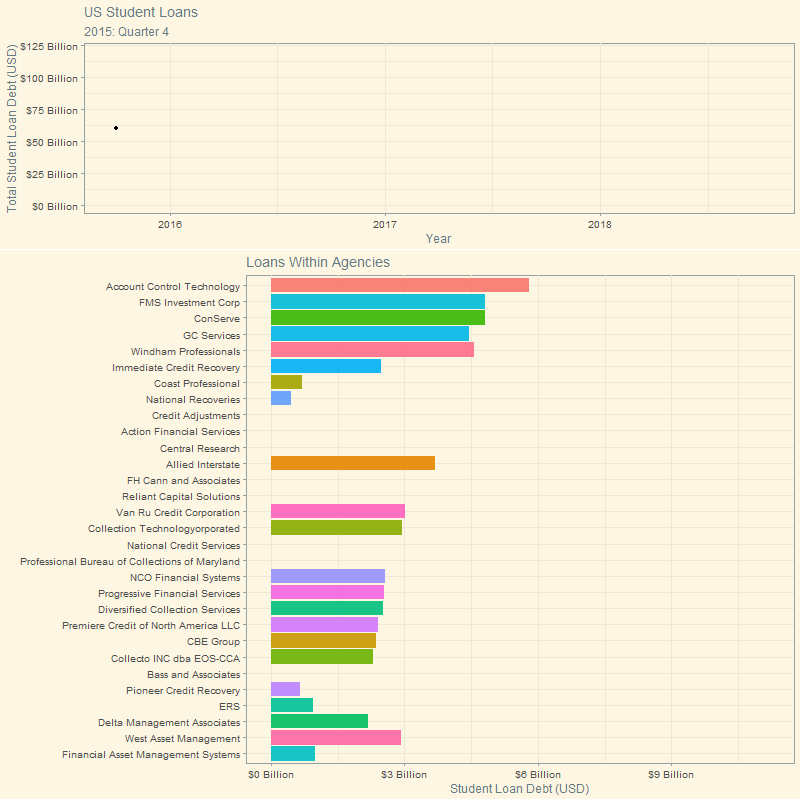 US Student Loans
2015: Quarter 4
Total Student Loan Debt (USD)
$125 Billion
$100 Billion
$75 Billion
$50 Billion
$25 Billion
$0 Billion
2016 2017 2018
Year
Loans Within Agencies
Account Control Technology
FMS Investment Corp
ConServe
GC Services
Windham Professionals
Immediate Credit Recovery
Coast Professional
National Recoveries
Credit Adjustments
Action Financial Services
Central Research
Allied Interstate
FH Cann and Associates
Reliant Capital Solutions
Van Ru Credit Corporation
Collection Technologyorporated
National Credit Services
Professional Bureau of Collections of Maryland
NCO Financial Systems
Progressive Financial Services
Diversified Collection Services
Premiere Credit of North America LLC
CBE Group
Collecto INC dba EOS-CCA
Bass and Associates
Pioneer Credit Recovery
ERS
Delta Management Associates
West Asset Management
Financial Asset Management Systems
$0 Billion $3 Billion $6 Billion $9 Billion
Student Loan Debt (USD)